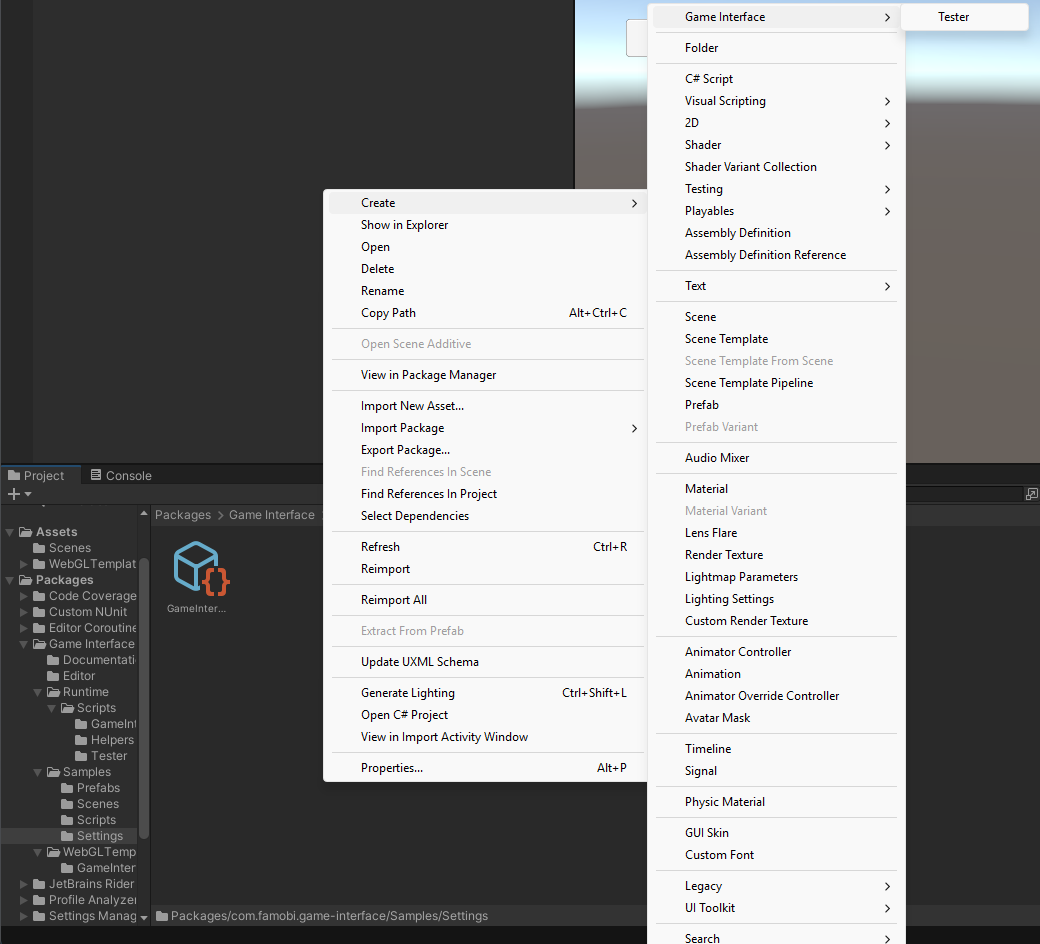 Game Interface
Tester
Folder
C# Script
Visual Scripting
2D
Shader
Shader Variant Collection
Testing
Playables
Assembly Definition
Assembly Definition Reference
Text
Scene
Scene Template
Scene Template From Scene
Scene Template Pipeline
Prefab
Prefab Variant
Audio Mixer
Material
Material Variant
Lens Flare
Render Texture
Lightmap Parameters
Lighting Settings
Custom Render Texture
Animator Controller
Animation
Animator Override Controller
Avatar Mask
Timeline
Signal
Physic Material
GUI Skin
Custom Font
Legacy
UI Toolkit
Search
Create
Show in Explorer
Open
Delete
Rename
Copy Path Alt+Ctrl+C
Open Scene Additive
View in Package Manager
Import New Asset...
Import Package
Export Package...
Find References In Scene
Find References In Project
Select Dependencies
Refresh Ctrl+R
Reimport
Reimport All
Extract From Prefab
Update UXML Schema
Generate Lighting Ctrl+Shift+L
Open C# Project
View in Import Activity Window
Properties... Alt+P
Project
Console
Assets
Scenes
WebGLTemplat
Packages
Code Coverage
Custom NUnit
Editor Coroutine
Game Interface
Documentati
Editor
Runtime
Scripts
GameInt
Helpers
Tester
Samples
Prefabs
Scenes
Scripts
Settings
WebGLTemp
GameInter
JetBrains Rider
Profile Analyzer
Settings Manag
Packages > Game Interface
GameInter...
Packages/com.famobi.game-interface/Samples/Settings